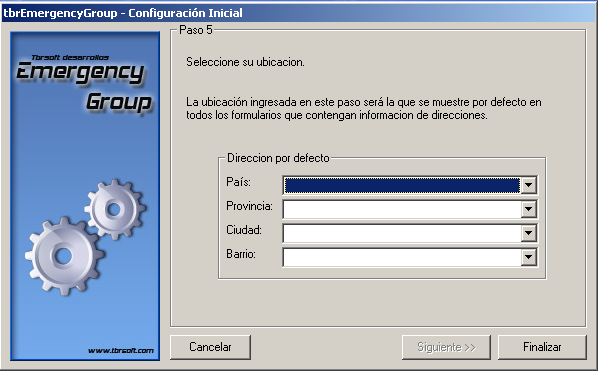 tbrEmergencyGroup - Configuración Inicial
Tbrsoft desarrollos
Emergency
Group
www.tbrsoft.com
Paso 5
Seleccione su ubicacion.
La ubicación ingresada en este paso será la que se muestre por defecto en
todos los formularios que contengan informacion de direcciones.
Direccion por defecto
País:
Provincia:
Ciudad:
Barrio:
Cancelar
Siguiente >>
Finalizar